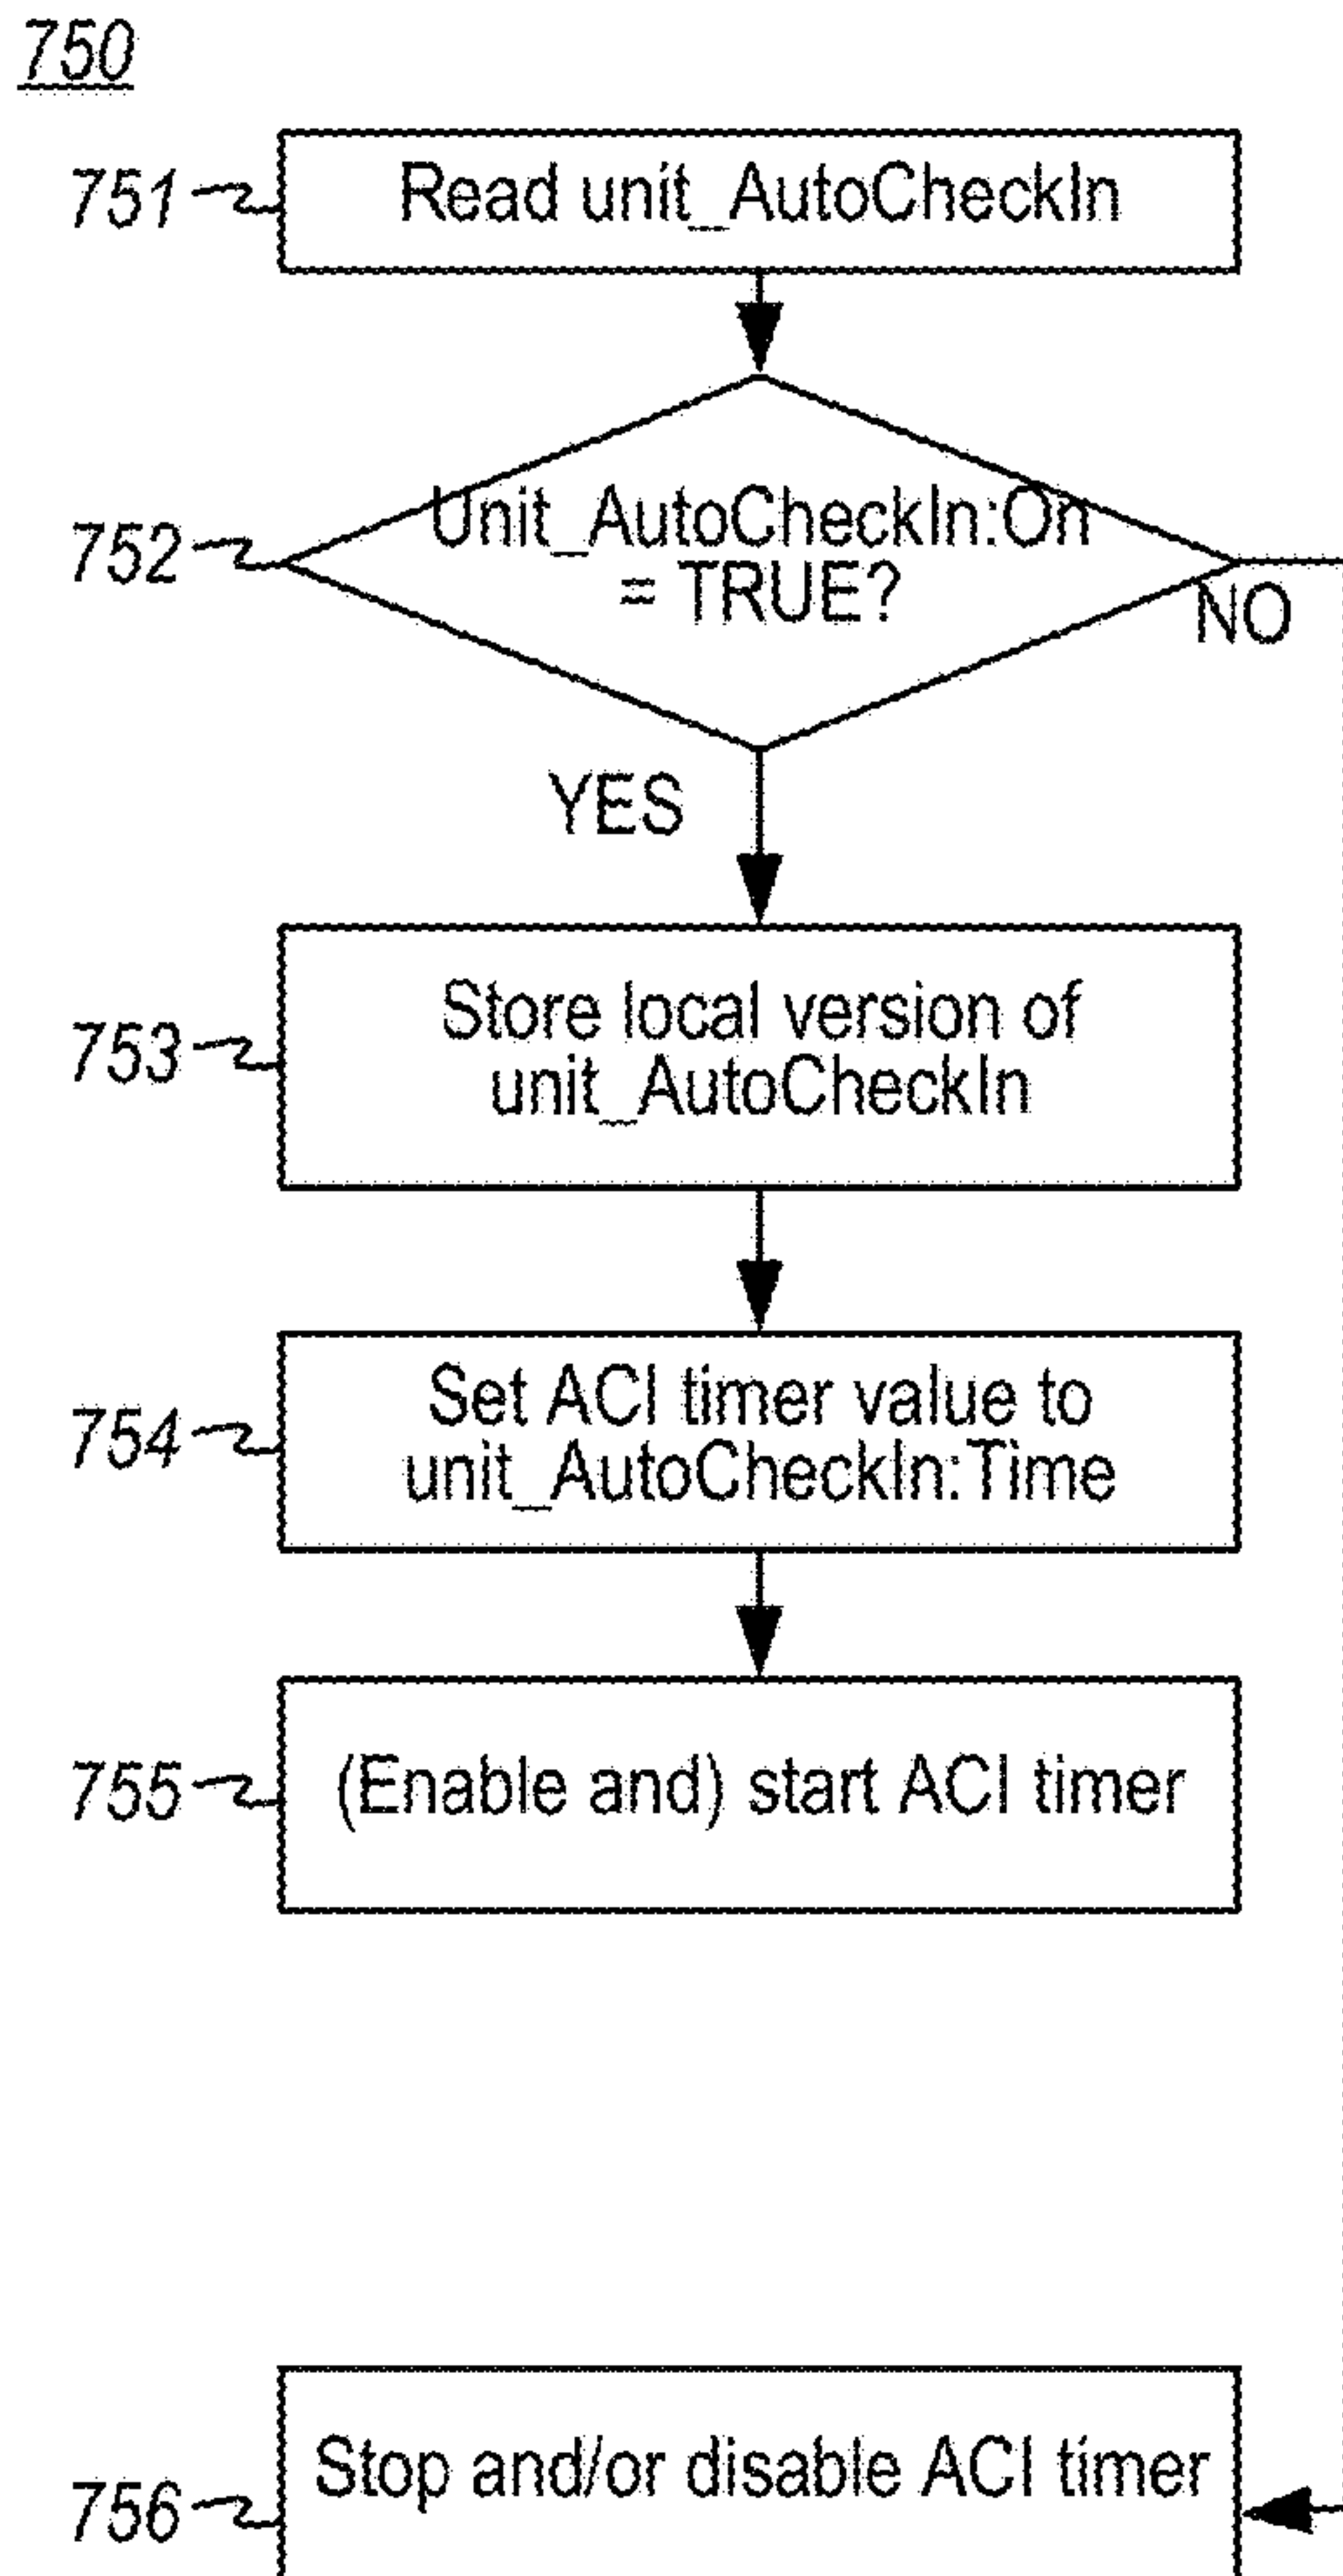 750
751
Read unit_AutoCheckIn
752
Unit_AutoCheckIn:On
= TRUE?
NO
YES
753
Store local version of
unit_AutoCheckIn
754
Set ACI timer value to
unit_AutoCheckIn:Time
755
(Enable and) start ACI timer
756
Stop and/or disable ACI timer